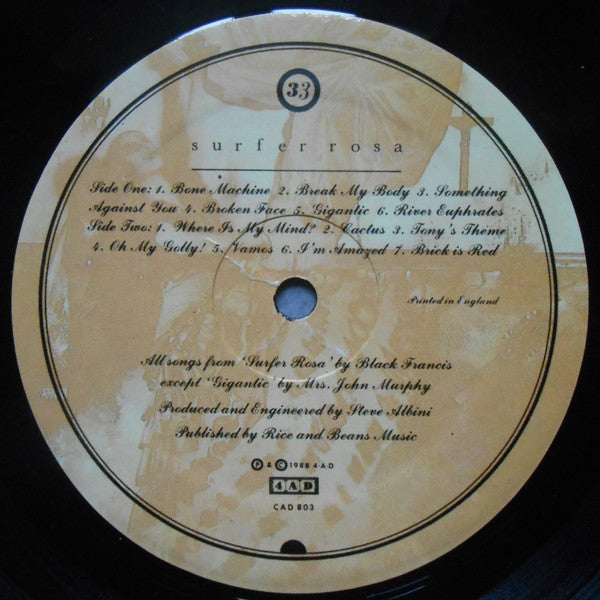 33
surfer rosa
Side One: 1. Bone Machine 2. Break My Body 3. Something
Against You 4. Broken Face 5. Gigantic 6. River Euphrates
Side Two: 1. Where Is My Mind? 2. Cactus 3. Tony's Theme
4. Oh My Golly! 5. Vamos 6. I'm Amazed 7. Brick is Red
Printed in England
All songs from 'Surfer Rosa' by Black Francis
except 'Gigantic' by Mrs. John Murphy
Produced and Engineered by Steve Albini
Published by Rice and Beans Music
Ⓟ & © 1988 4·A·D
4AD
CAD 803